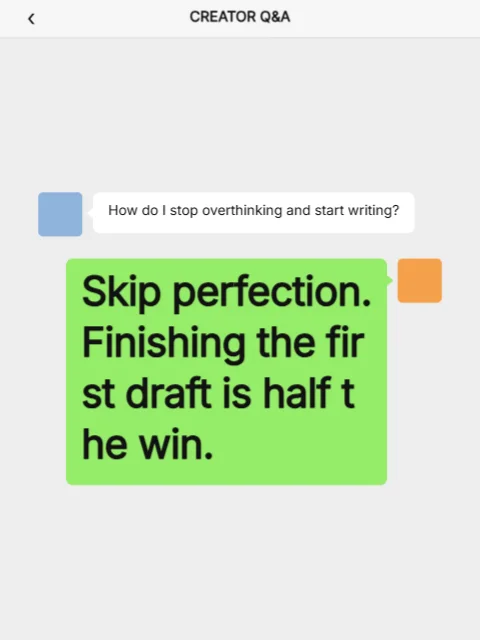 CREATOR Q&A
How do I stop overthinking and start writing?
Skip perfection.
Finishing the fir
st draft is half t
he win.